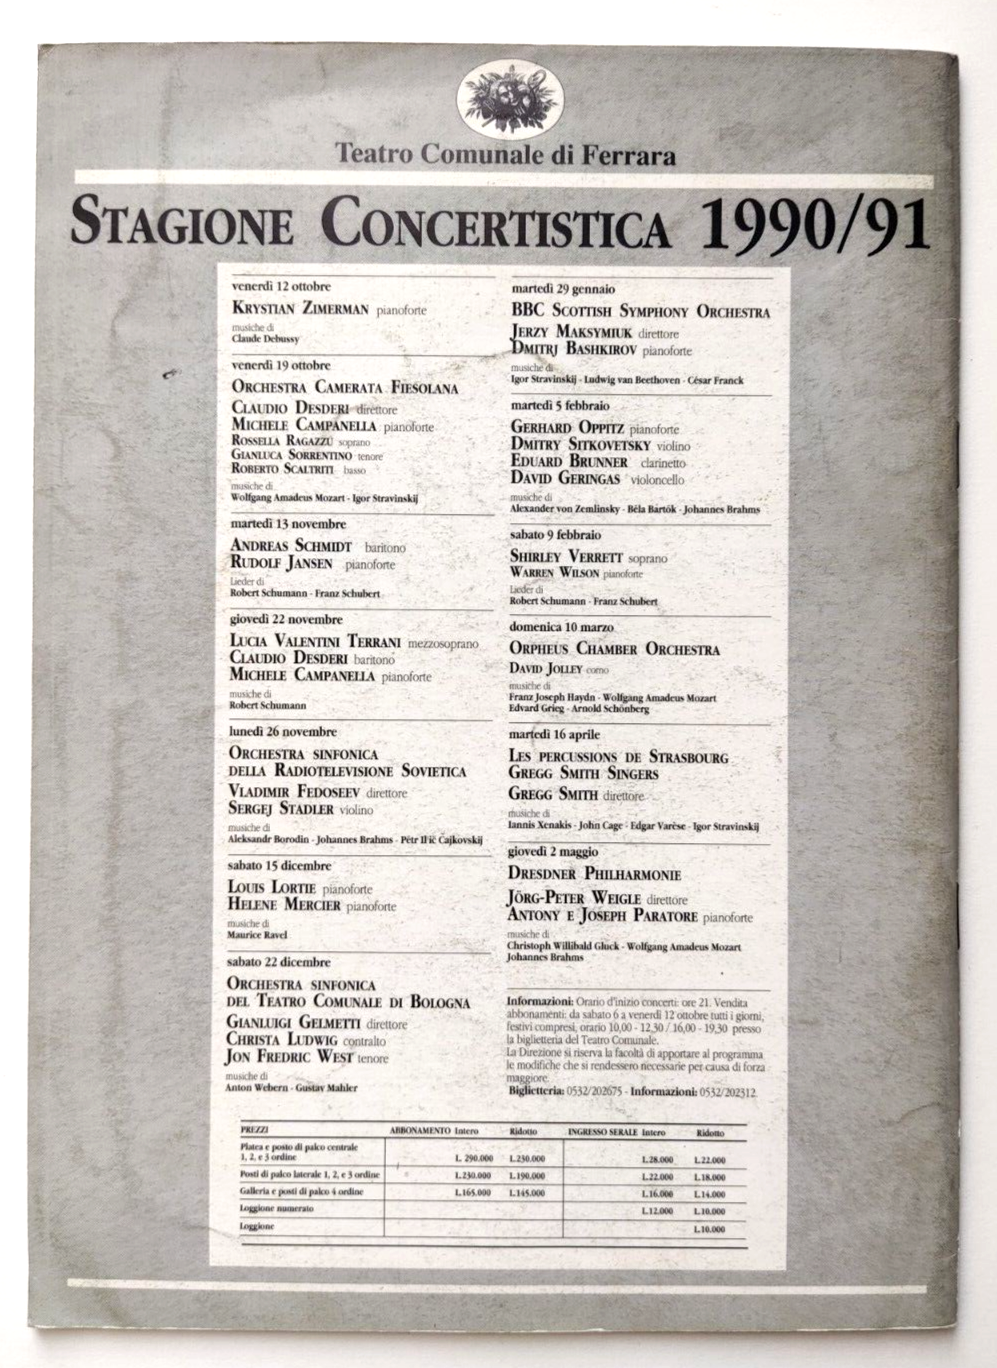 Teatro Comunale di Ferrara
STAGIONE CONCERTISTICA 1990/91
venerdì 12 ottobre
KRYSTIAN ZIMERMAN pianoforte
musiche di
Claude Debussy
venerdì 19 ottobre
ORCHESTRA CAMERATA FIESOLANA
CLAUDIO DESDERI direttore
MICHELE CAMPANELLA pianoforte
ROSSELLA RAGAZZU soprano
GIANLUCA SORRENTINO tenore
ROBERTO SCALTRITI basso
musiche di
Wolfgang Amadeus Mozart - Igor Stravinskij
martedì 13 novembre
ANDREAS SCHMIDT baritono
RUDOLF JANSEN pianoforte
Lieder di
Robert Schumann - Franz Schubert
giovedì 22 novembre
LUCIA VALENTINI TERRANI mezzosoprano
CLAUDIO DESDERI baritono
MICHELE CAMPANELLA pianoforte
musiche di
Robert Schumann
lunedì 26 novembre
ORCHESTRA SINFONICA
DELLA RADIOTELEVISIONE SOVIETICA
VLADIMIR FEDOSEEV direttore
SERGEJ STADLER violino
musiche di
Aleksandr Borodin - Johannes Brahms - Pëtr Il'ič Čajkovskij
sabato 15 dicembre
LOUIS LORTIE pianoforte
HELENE MERCIER pianoforte
musiche di
Maurice Ravel
sabato 22 dicembre
ORCHESTRA SINFONICA
DEL TEATRO COMUNALE DI BOLOGNA
GIANLUIGI GELMETTI direttore
CHRISTA LUDWIG contralto
JON FREDRIC WEST tenore
musiche di
Anton Webern - Gustav Mahler
martedì 29 gennaio
BBC SCOTTISH SYMPHONY ORCHESTRA
JERZY MAKSYMIUK direttore
DMITRJ BASHKIROV pianoforte
musiche di
Igor Stravinskij - Ludwig van Beethoven - César Franck
martedì 5 febbraio
GERHARD OPPITZ pianoforte
DMITRY SITKOVETSKY violino
EDUARD BRUNNER clarinetto
DAVID GERINGAS violoncello
musiche di
Alexander von Zemlinsky - Béla Bartók - Johannes Brahms
sabato 9 febbraio
SHIRLEY VERRETT soprano
WARREN WILSON pianoforte
Lieder di
Robert Schumann - Franz Schubert
domenica 10 marzo
ORPHEUS CHAMBER ORCHESTRA
DAVID JOLLEY corno
musiche di
Franz Joseph Haydn - Wolfgang Amadeus Mozart
Edvard Grieg - Arnold Schönberg
martedì 16 aprile
LES PERCUSSIONS DE STRASBOURG
GREGG SMITH SINGERS
GREGG SMITH direttore
musiche di
Iannis Xenakis - John Cage - Edgar Varèse - Igor Stravinskij
giovedì 2 maggio
DRESDNER PHILHARMONIE
JÖRG-PETER WEIGLE direttore
ANTONY E JOSEPH PARATORE pianoforte
musiche di
Christoph Willibald Gluck - Wolfgang Amadeus Mozart
Johannes Brahms
Informazioni: Orario d'inizio concerti: ore 21. Vendita
abbonamenti: da sabato 6 a venerdì 12 ottobre tutti i giorni,
festivi compresi, orario 10,00 - 12,30 / 16,00 - 19,30 presso
la biglietteria del Teatro Comunale.
La Direzione si riserva la facoltà di apportare al programma
le modifiche che si rendessero necessarie per causa di forza
maggiore.
Biglietteria: 0532/202675 - Informazioni: 0532/202312
PREZZI ABBONAMENTO Intero Ridotto INGRESSO SERALE Intero Ridotto
Platea e posto di palco centrale
1, 2, e 3 ordine L. 290.000 L.230.000 L.28.000 L.22.000
Posti di palco laterale 1, 2, e 3 ordine L.230.000 L.190.000 L.22.000 L.18.000
Galleria e posti di palco 4 ordine L.165.000 L.145.000 L.16.000 L.14.000
Loggione numerato L.12.000 L.10.000
Loggione L.10.000